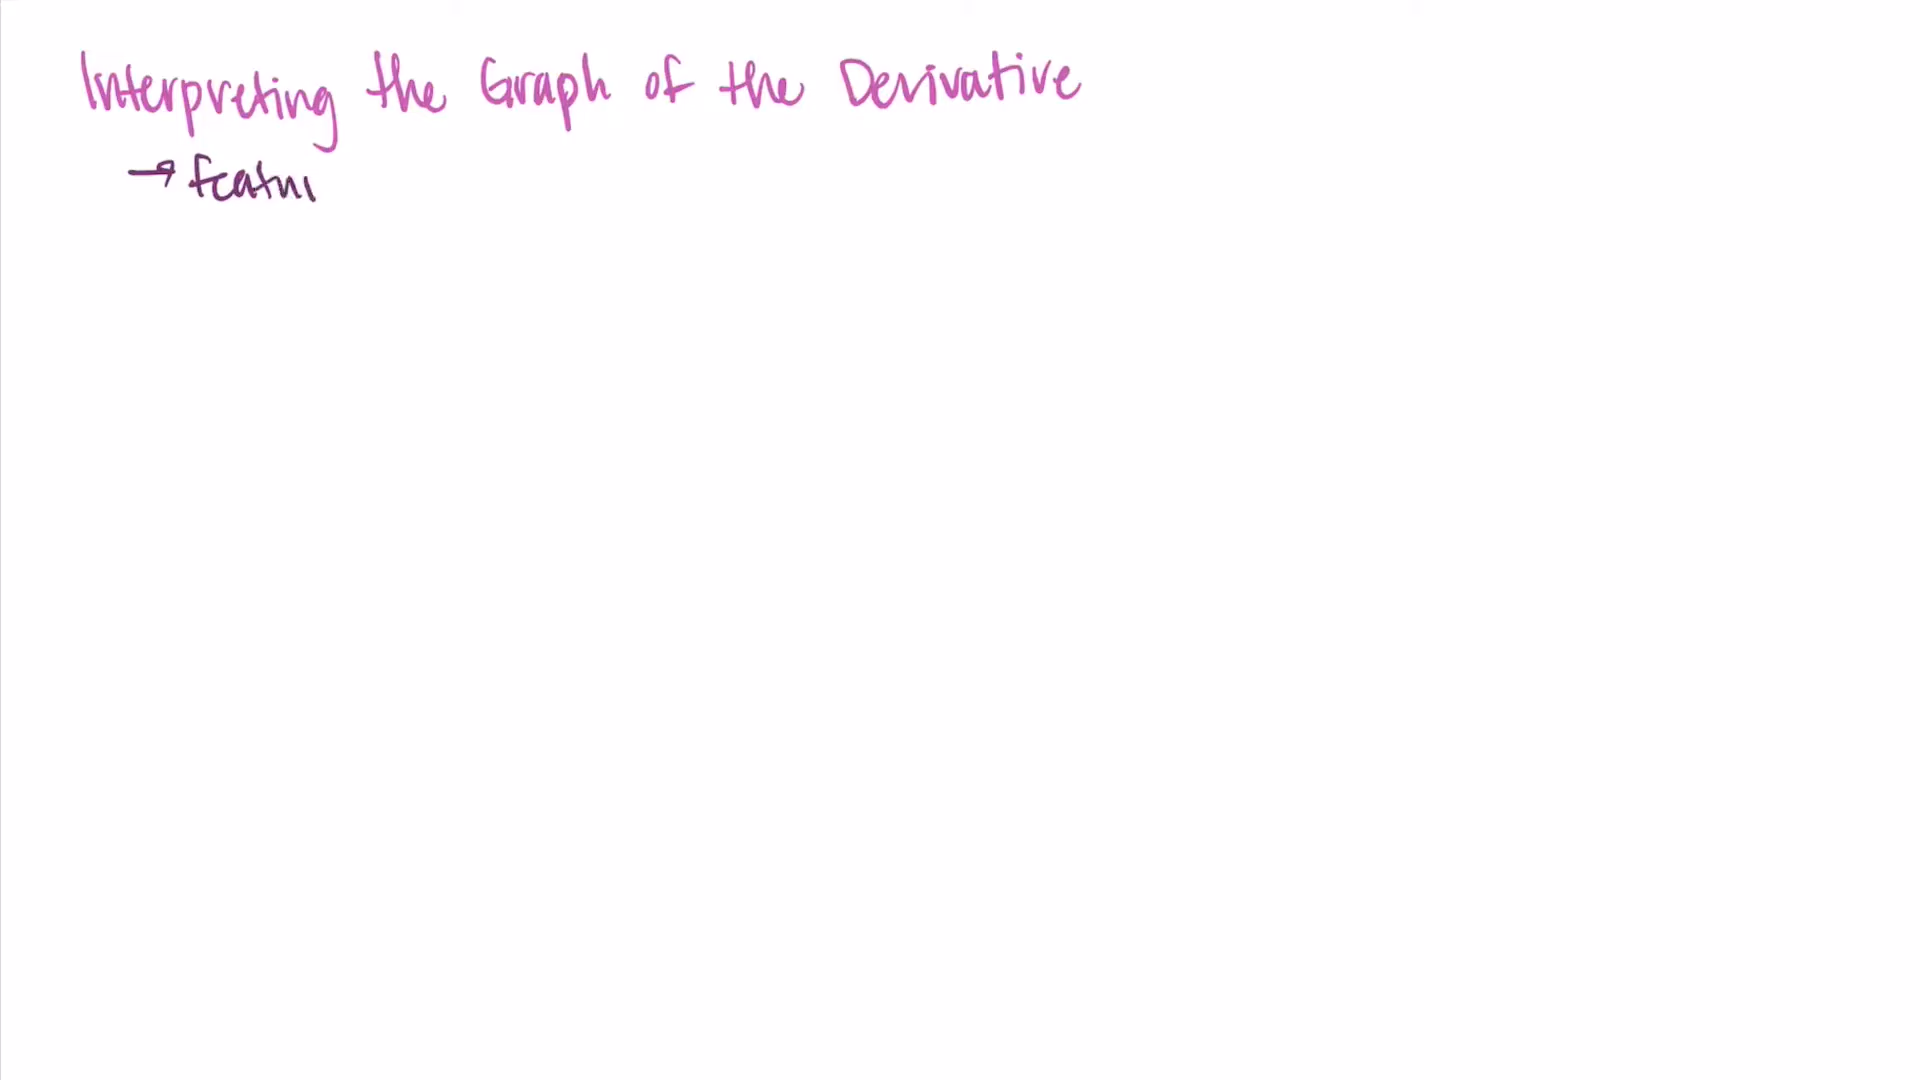 Interpreting the Graph of the Derivative
→ featur